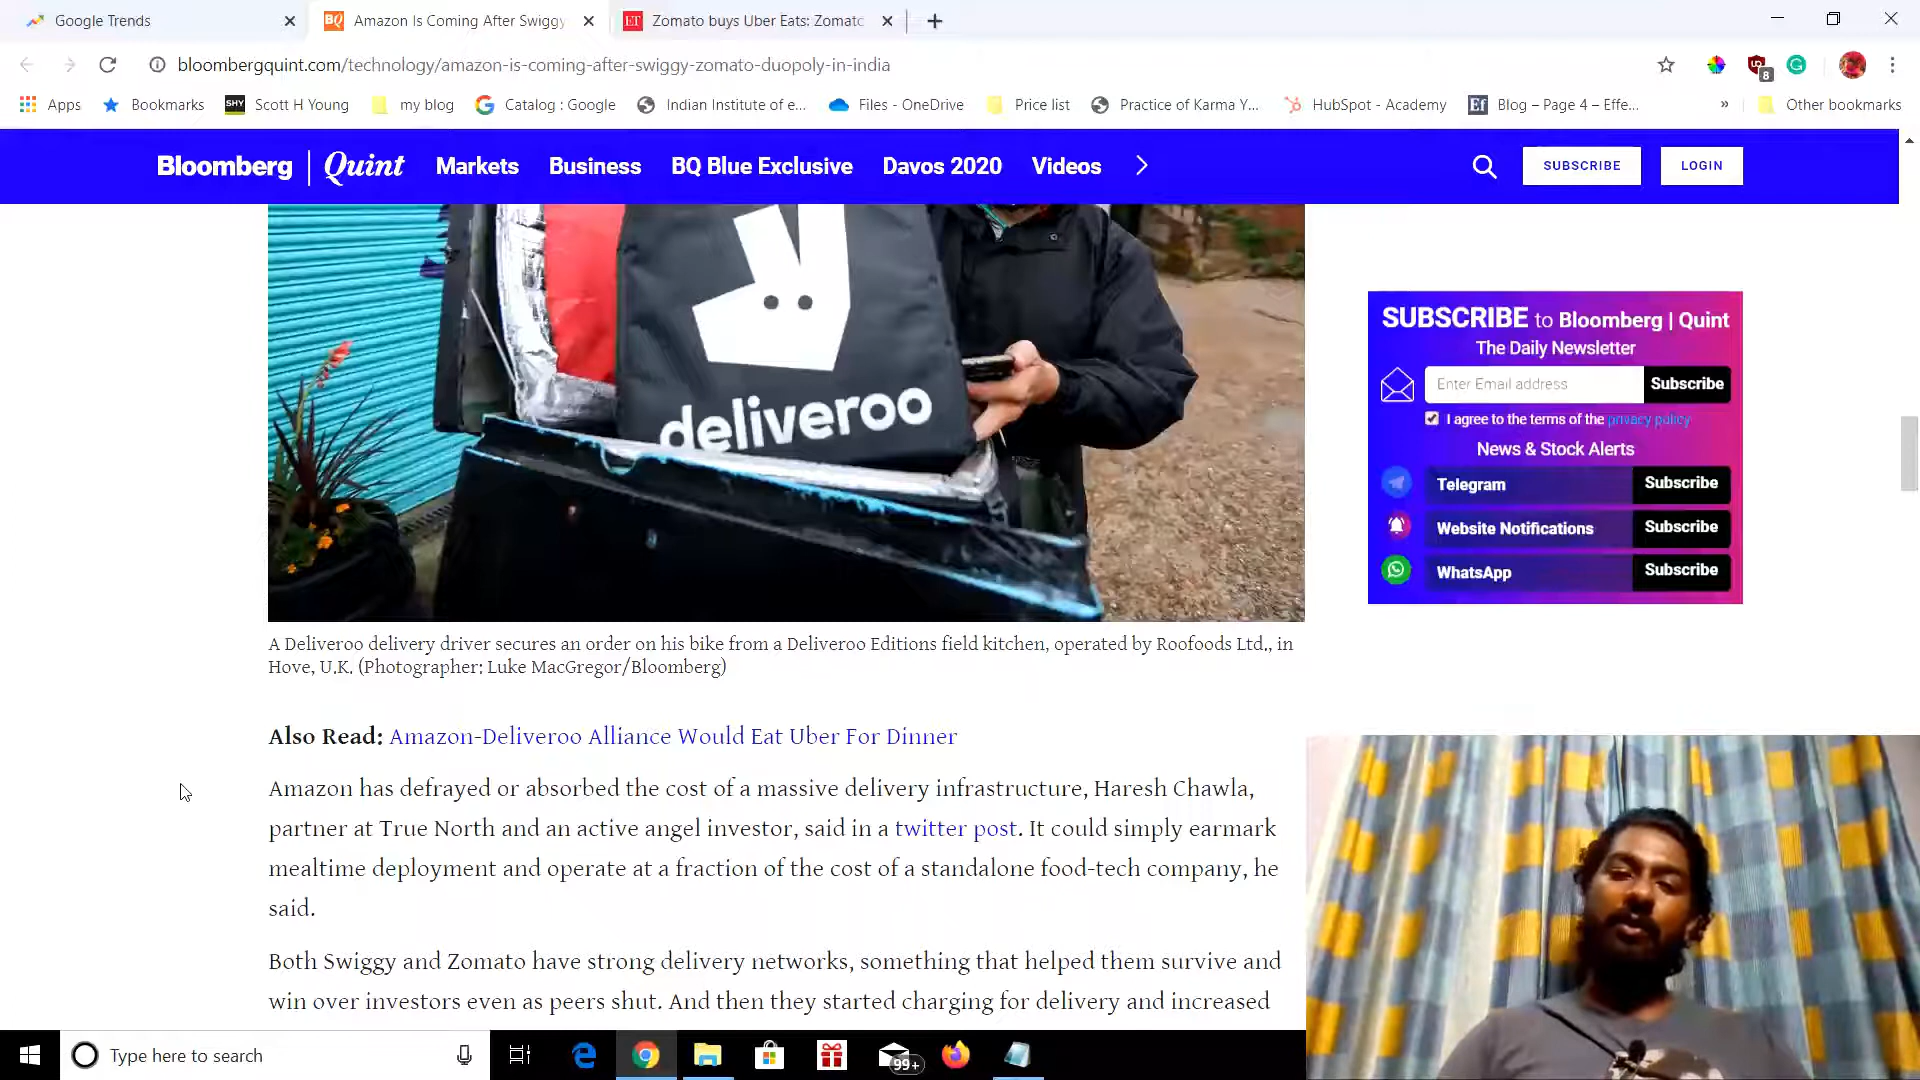 Google Trends
BQ Amazon Is Coming After Swiggy
ET Zomato buys Uber Eats: Zomato
bloombergquint.com/technology/amazon-is-coming-after-swiggy-zomato-duopoly-in-india
8
Apps Bookmarks SHY Scott H Young my blog Catalog : Google Indian Institute of e... Files - OneDrive Price list Practice of Karma Y... HubSpot - Academy Ef Blog – Page 4 – Effe... » Other bookmarks
Bloomberg | Quint Markets Business BQ Blue Exclusive Davos 2020 Videos SUBSCRIBE LOGIN
deliveroo
SUBSCRIBE to Bloomberg | Quint
The Daily Newsletter
Enter Email address Subscribe
I agree to the terms of the privacy policy
News & Stock Alerts
Telegram Subscribe
Website Notifications Subscribe
WhatsApp Subscribe
A Deliveroo delivery driver secures an order on his bike from a Deliveroo Editions field kitchen, operated by Roofoods Ltd., in
Hove, U.K. (Photographer: Luke MacGregor/Bloomberg)
Also Read: Amazon-Deliveroo Alliance Would Eat Uber For Dinner
Amazon has defrayed or absorbed the cost of a massive delivery infrastructure, Haresh Chawla,
partner at True North and an active angel investor, said in a twitter post. It could simply earmark
mealtime deployment and operate at a fraction of the cost of a standalone food-tech company, he
said.
Both Swiggy and Zomato have strong delivery networks, something that helped them survive and
win over investors even as peers shut. And then they started charging for delivery and increased
Type here to search
99+